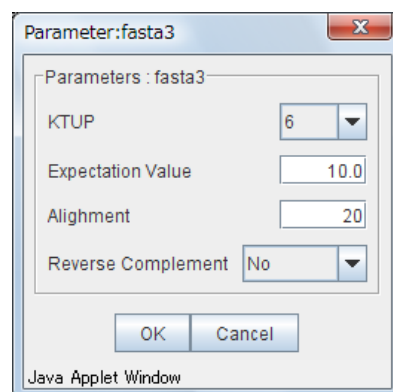 Parameter:fasta3
Parameters : fasta3
KTUP 6
Expectation Value 10.0
Alighment 20
Reverse Complement No
OK Cancel
Java Applet Window